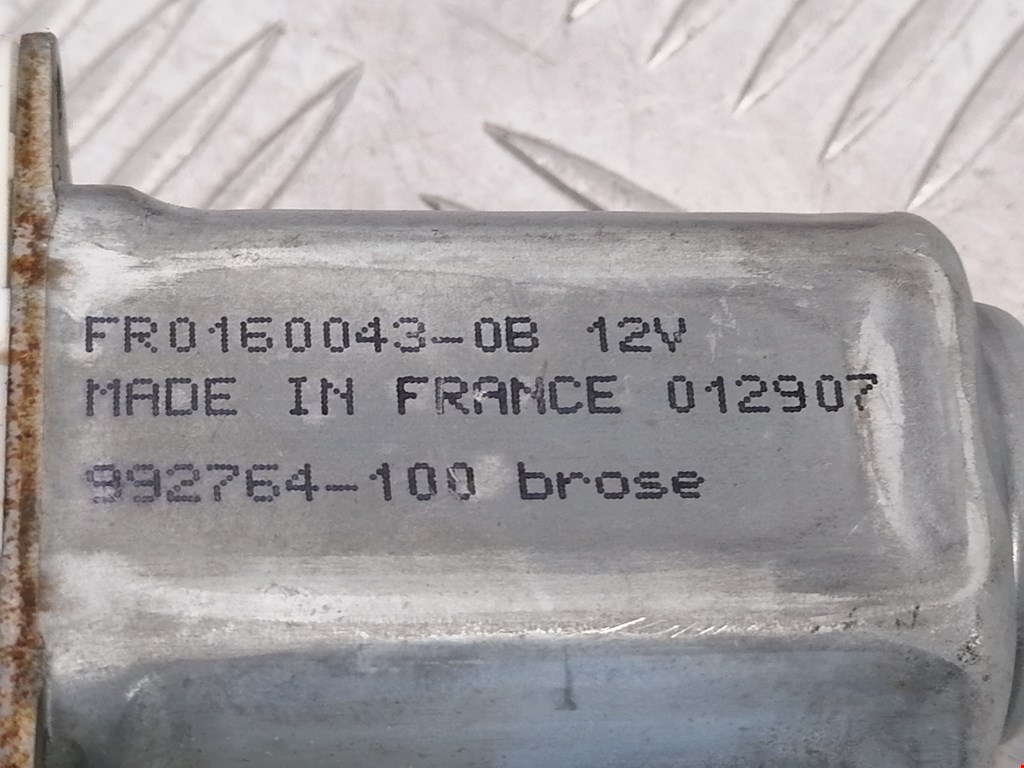 FR0160043-0B 12V
MADE IN FRANCE 012907
992764-100 brose